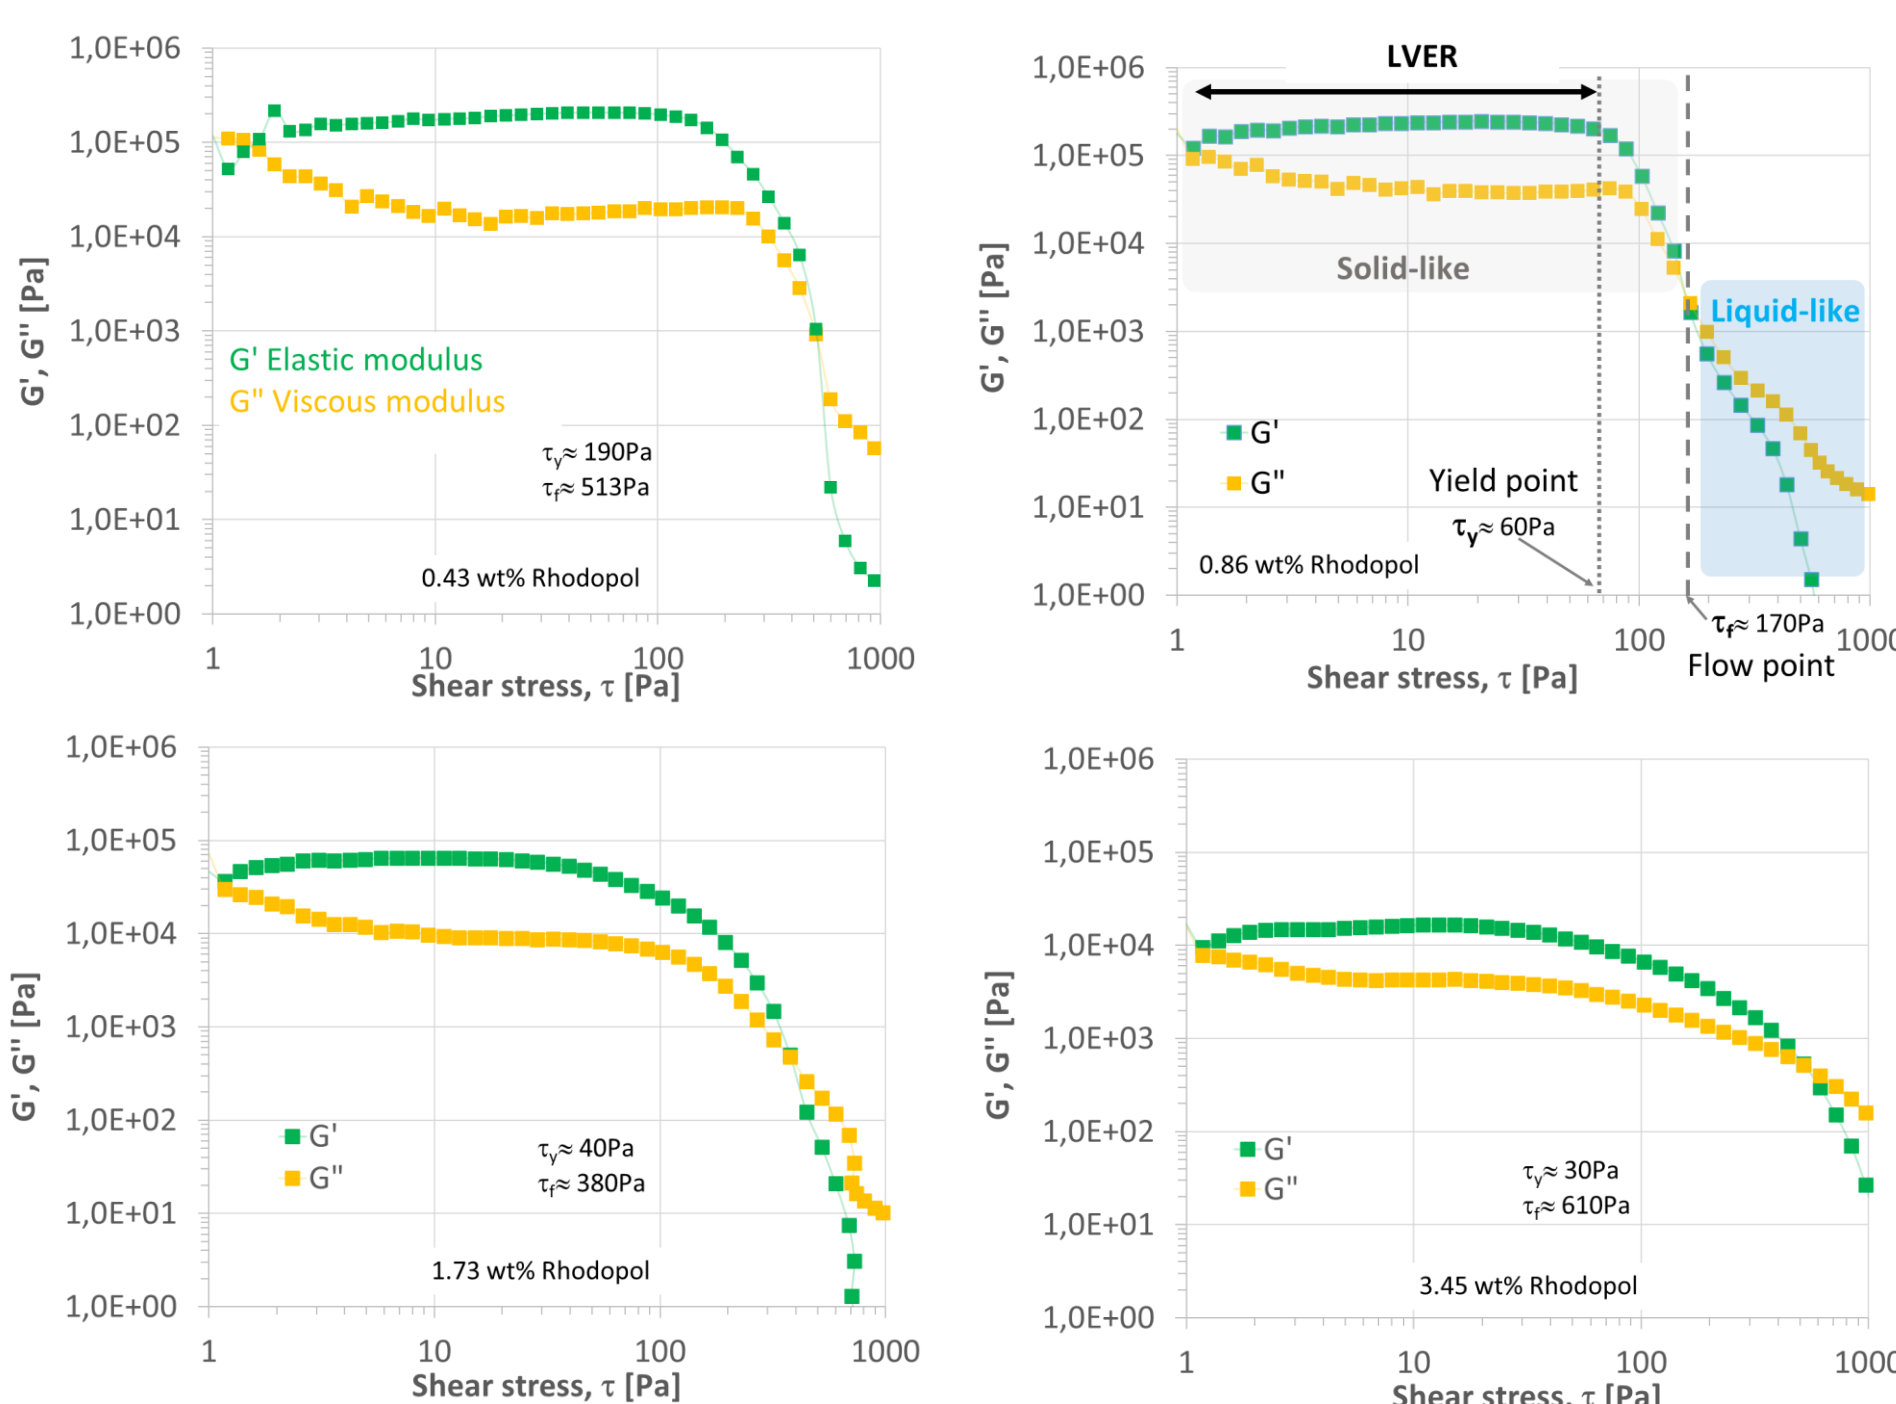 1,0E+06
1,0E+05
1,0E+04
1,0E+03
1,0E+02
1,0E+01
1,0E+00
G', G" [Pa]
G' Elastic modulus
G" Viscous modulus
τy≈ 190Pa
τf≈ 513Pa
0.43 wt% Rhodopol
1 10 100 1000
Shear stress, τ [Pa]
LVER
1,0E+06
1,0E+05
1,0E+04
1,0E+03
1,0E+02
1,0E+01
1,0E+00
G', G" [Pa]
Solid-like
Liquid-like
G'
G"
Yield point
τy≈ 60Pa
0.86 wt% Rhodopol
τf≈ 170Pa
1 10 100 1000
Flow point
Shear stress, τ [Pa]
1,0E+06
1,0E+05
1,0E+04
1,0E+03
1,0E+02
1,0E+01
1,0E+00
G', G" [Pa]
G'
G"
τy≈ 40Pa
τf≈ 380Pa
1.73 wt% Rhodopol
1 10 100 1000
Shear stress, τ [Pa]
1,0E+06
1,0E+05
1,0E+04
1,0E+03
1,0E+02
1,0E+01
1,0E+00
G', G" [Pa]
G'
G"
τy≈ 30Pa
τf≈ 610Pa
3.45 wt% Rhodopol
1 10 100 1000
Shear stress, τ [Pa]